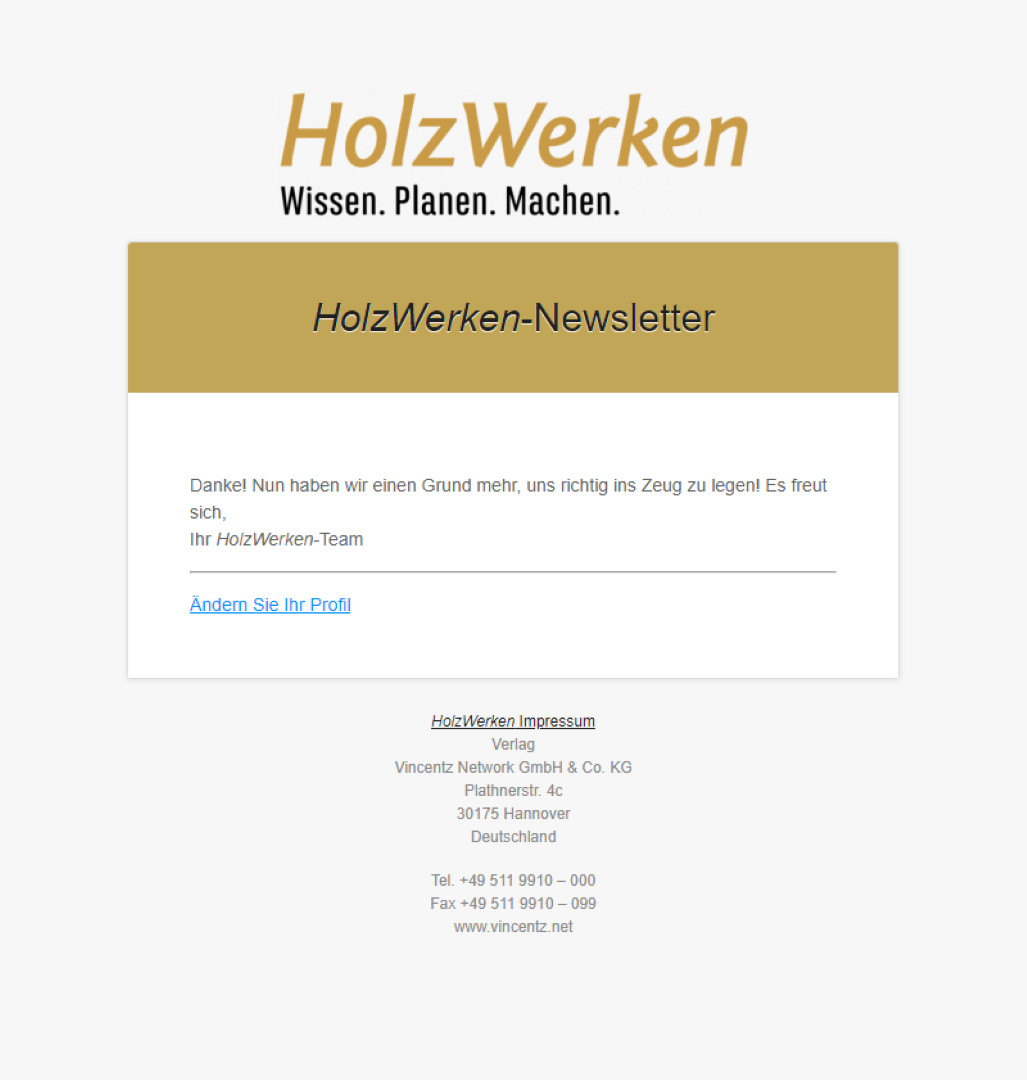 HolzWerken
Wissen. Planen. Machen.
HolzWerken-Newsletter
Danke! Nun haben wir einen Grund mehr, uns richtig ins Zeug zu legen! Es freut
sich,
Ihr HolzWerken-Team
Ändern Sie Ihr Profil
HolzWerken Impressum
Verlag
Vincentz Network GmbH & Co. KG
Plathnerstr. 4c
30175 Hannover
Deutschland
Tel. +49 511 9910 – 000
Fax +49 511 9910 – 099
www.vincentz.net